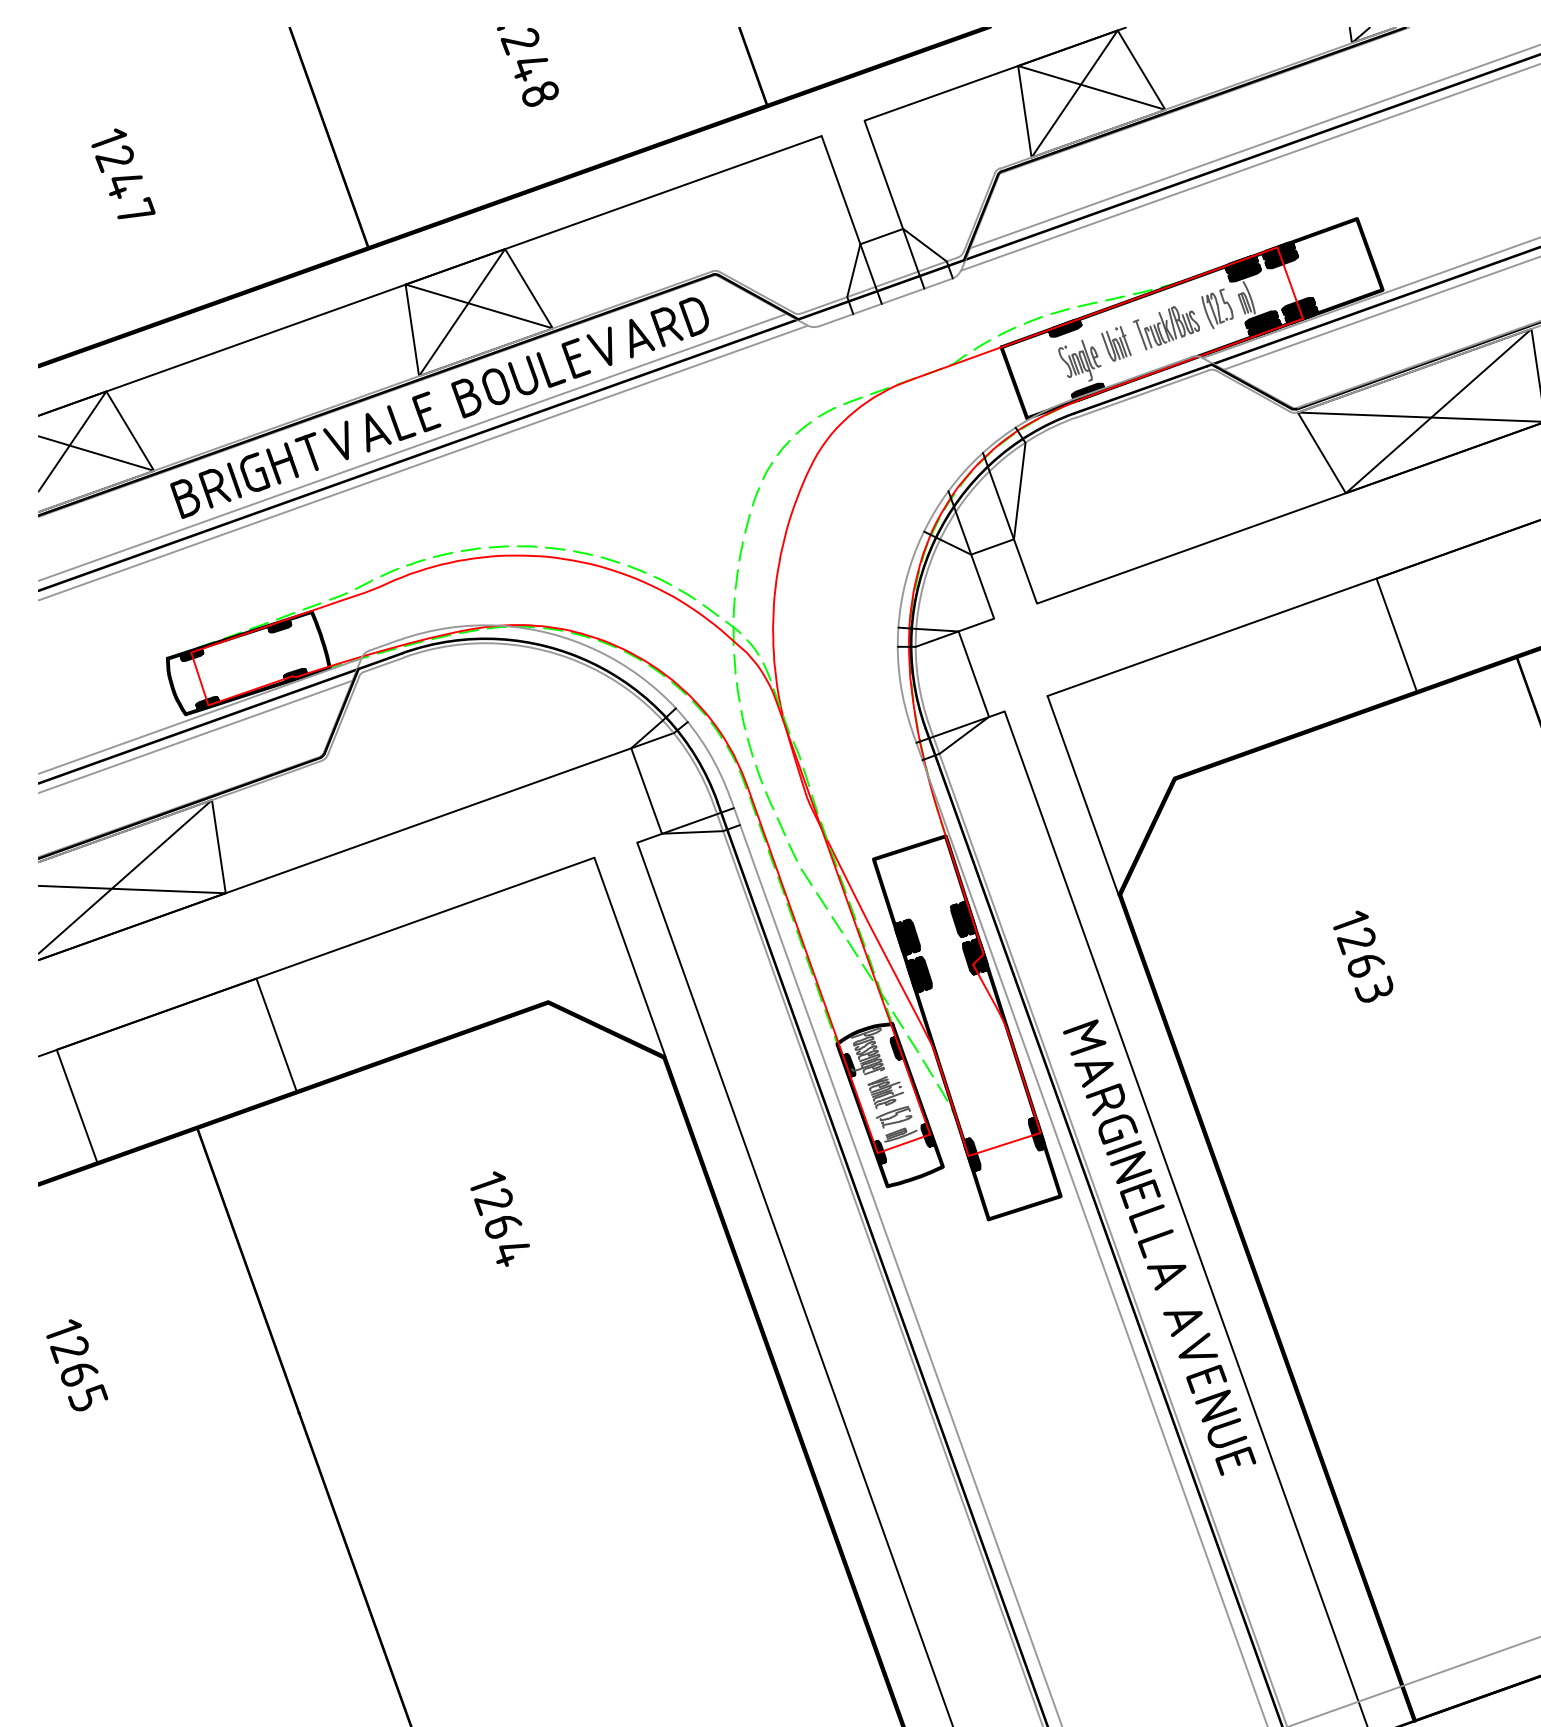 1248
1247
BRIGHTVALE BOULEVARD
Single Unit Truck/Bus (12.5 m)
1263
Passenger vehicle (5.2 m)
MARGINELLA AVENUE
1264
1265